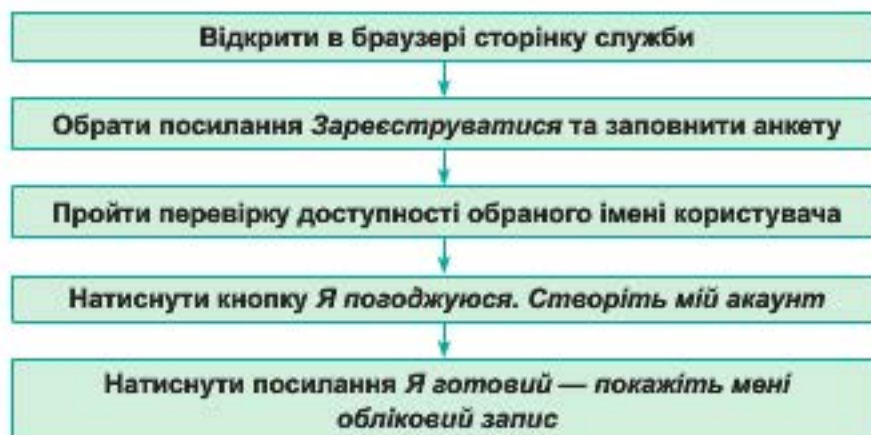 Відкрити в браузері сторінку служби
Обрати посилання Зареєструватися та заповнити анкету
Пройти перевірку доступності обраного імені користувача
Натиснути кнопку Я погоджуюся. Створіть мій акаунт
Натиснути посилання Я готовий — покажіть мені
обліковий запис